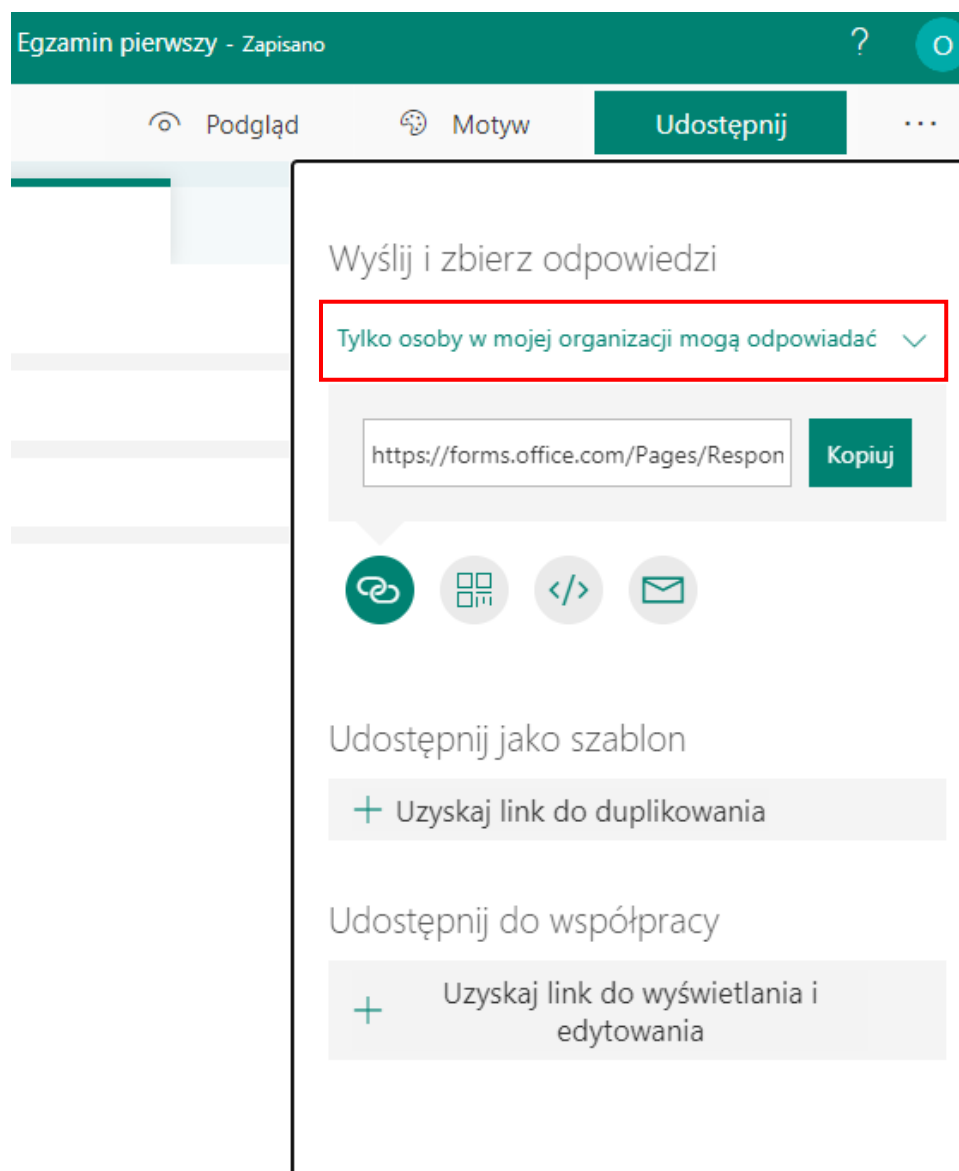 Egzamin pierwszy - Zapisano ? O
Podgląd Motyw Udostępnij ...
Wyślij i zbierz odpowiedzi
Tylko osoby w mojej organizacji mogą odpowiadać
https://forms.office.com/Pages/Respon Kopiuj
</>
Udostępnij jako szablon
+ Uzyskaj link do duplikowania
Udostępnij do współpracy
+ Uzyskaj link do wyświetlania i
edytowania